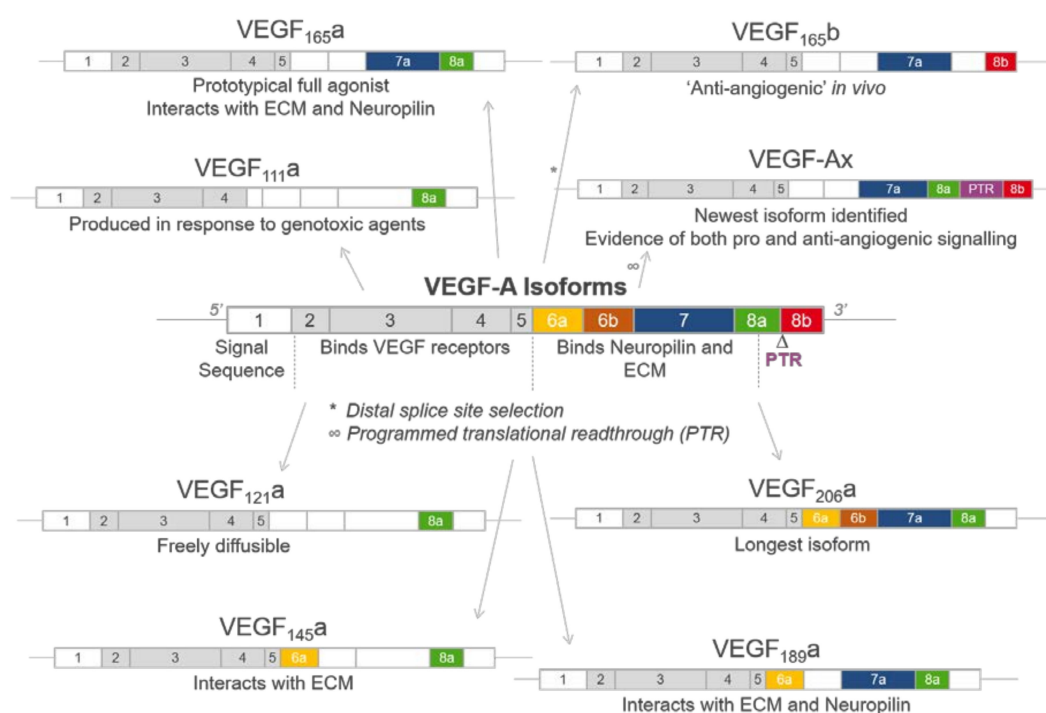 VEGF165a
1 2 3 4 5 7a 8a
Prototypical full agonist
Interacts with ECM and Neuropilin
VEGF165b
1 2 3 4 5 7a 8b
‘Anti-angiogenic’ in vivo
VEGF111a
1 2 3 4 8a
Produced in response to genotoxic agents
*
VEGF-Ax
1 2 3 4 5 7a 8a PTR 8b
Newest isoform identified
Evidence of both pro and anti-angiogenic signalling
∞
VEGF-A Isoforms
5’ 3’
1 2 3 4 5 6a 6b 7 8a 8b
Signal
Sequence
Binds VEGF receptors
Binds Neuropilin and
ECM
Δ
PTR
* Distal splice site selection
∞ Programmed translational readthrough (PTR)
VEGF121a
1 2 3 4 5 8a
Freely diffusible
VEGF206a
1 2 3 4 5 6a 6b 7a 8a
Longest isoform
VEGF145a
1 2 3 4 5 6a 8a
Interacts with ECM
VEGF189a
1 2 3 4 5 6a 7a 8a
Interacts with ECM and Neuropilin